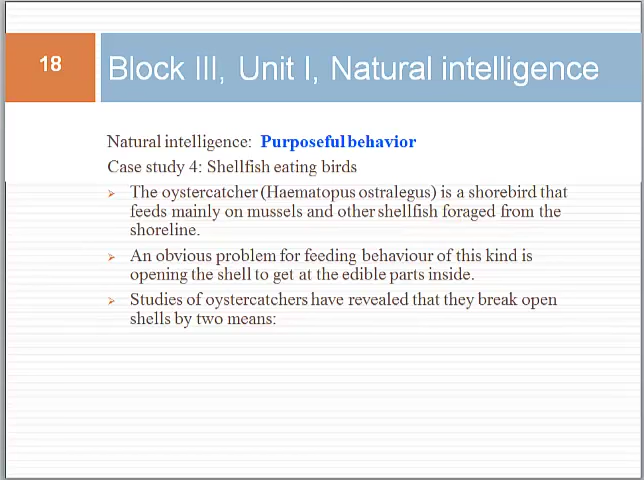 18
Block III, Unit I, Natural intelligence
Natural intelligence: Purposeful behavior
Case study 4: Shellfish eating birds
The oystercatcher (Haematopus ostralegus) is a shorebird that
feeds mainly on mussels and other shellfish foraged from the
shoreline.
An obvious problem for feeding behaviour of this kind is
opening the shell to get at the edible parts inside.
Studies of oystercatchers have revealed that they break open
shells by two means: